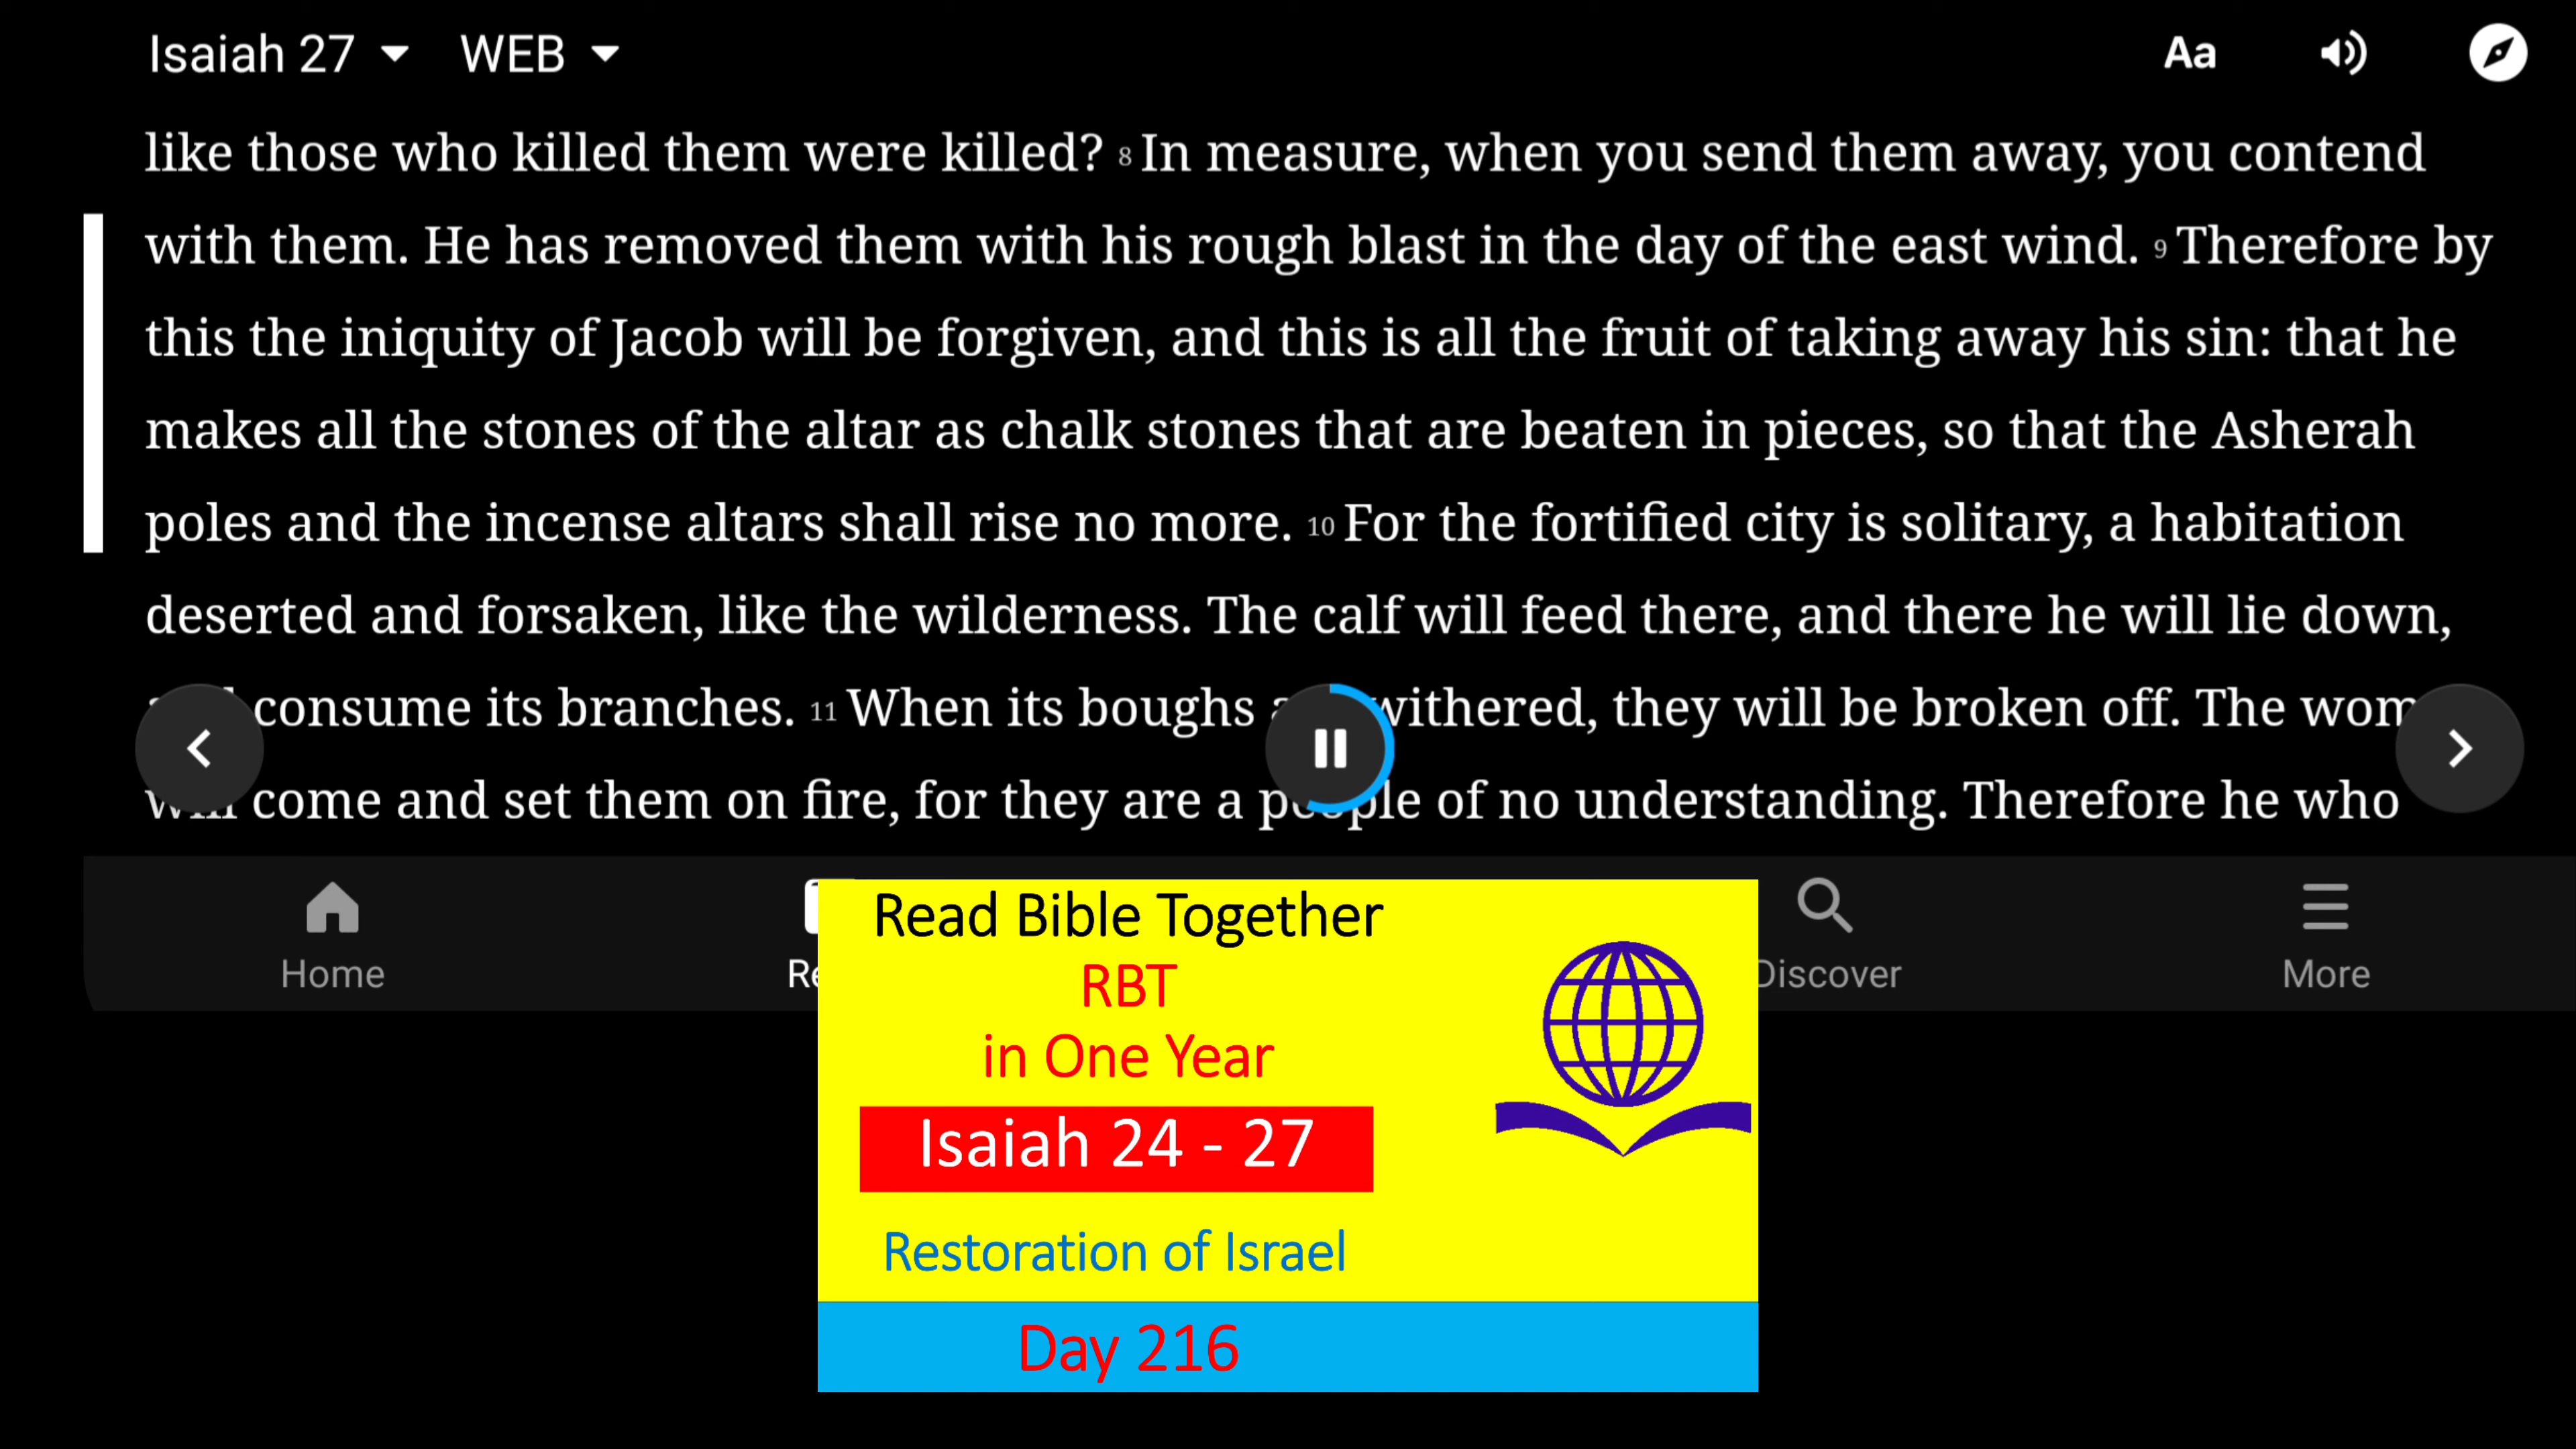 Isaiah 27 WEB Aa
like those who killed them were killed? 8 In measure, when you send them away, you contend
with them. He has removed them with his rough blast in the day of the east wind. 9 Therefore by
this the iniquity of Jacob will be forgiven, and this is all the fruit of taking away his sin: that he
makes all the stones of the altar as chalk stones that are beaten in pieces, so that the Asherah
poles and the incense altars shall rise no more. 10 For the fortified city is solitary, a habitation
deserted and forsaken, like the wilderness. The calf will feed there, and there he will lie down,
consume its branches. 11 When its boughs withered, they will be broken off. The
come and set them on fire, for they are a people of no understanding. Therefore he who
Home Discover More
Read Bible Together
RBT
in One Year
Isaiah 24 - 27
Restoration of Israel
Day 216